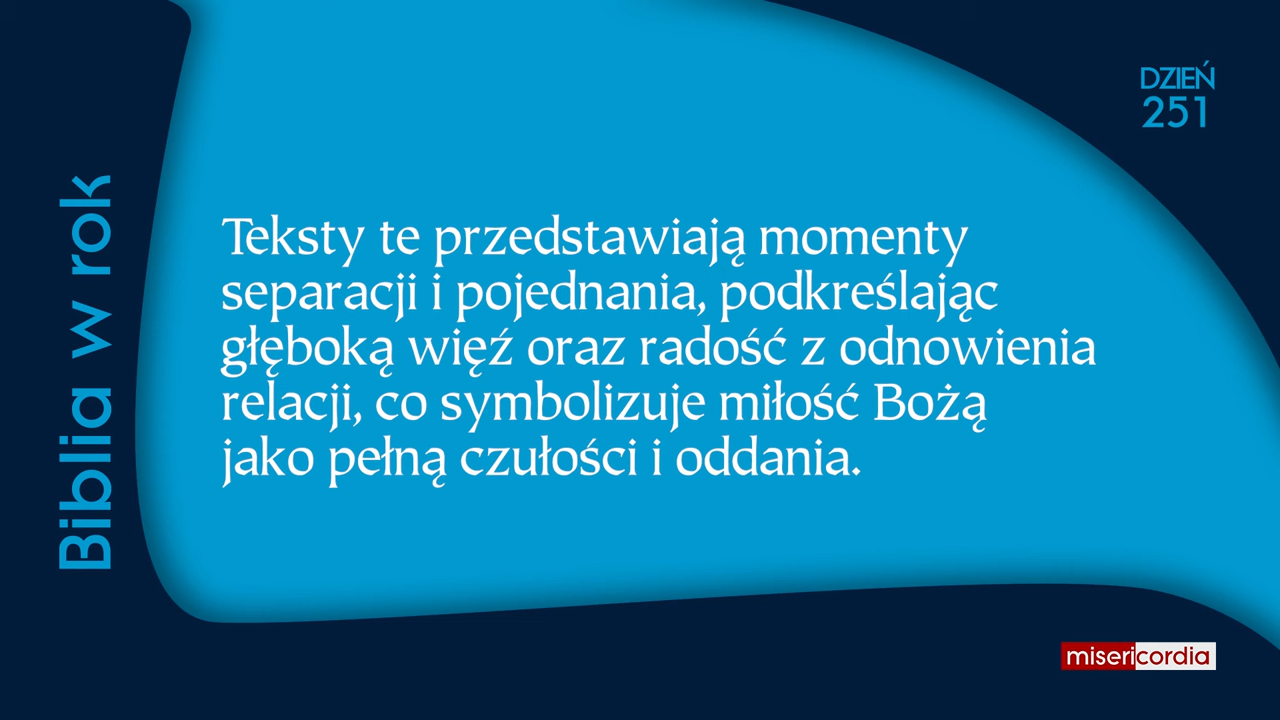 DZIEŃ
251
Biblia w rok
Teksty te przedstawiają momenty
separacji i pojednania, podkreślając
głęboką więź oraz radość z odnowienia
relacji, co symbolizuje miłość Bożą
jako pełną czułości i oddania.
misericordia